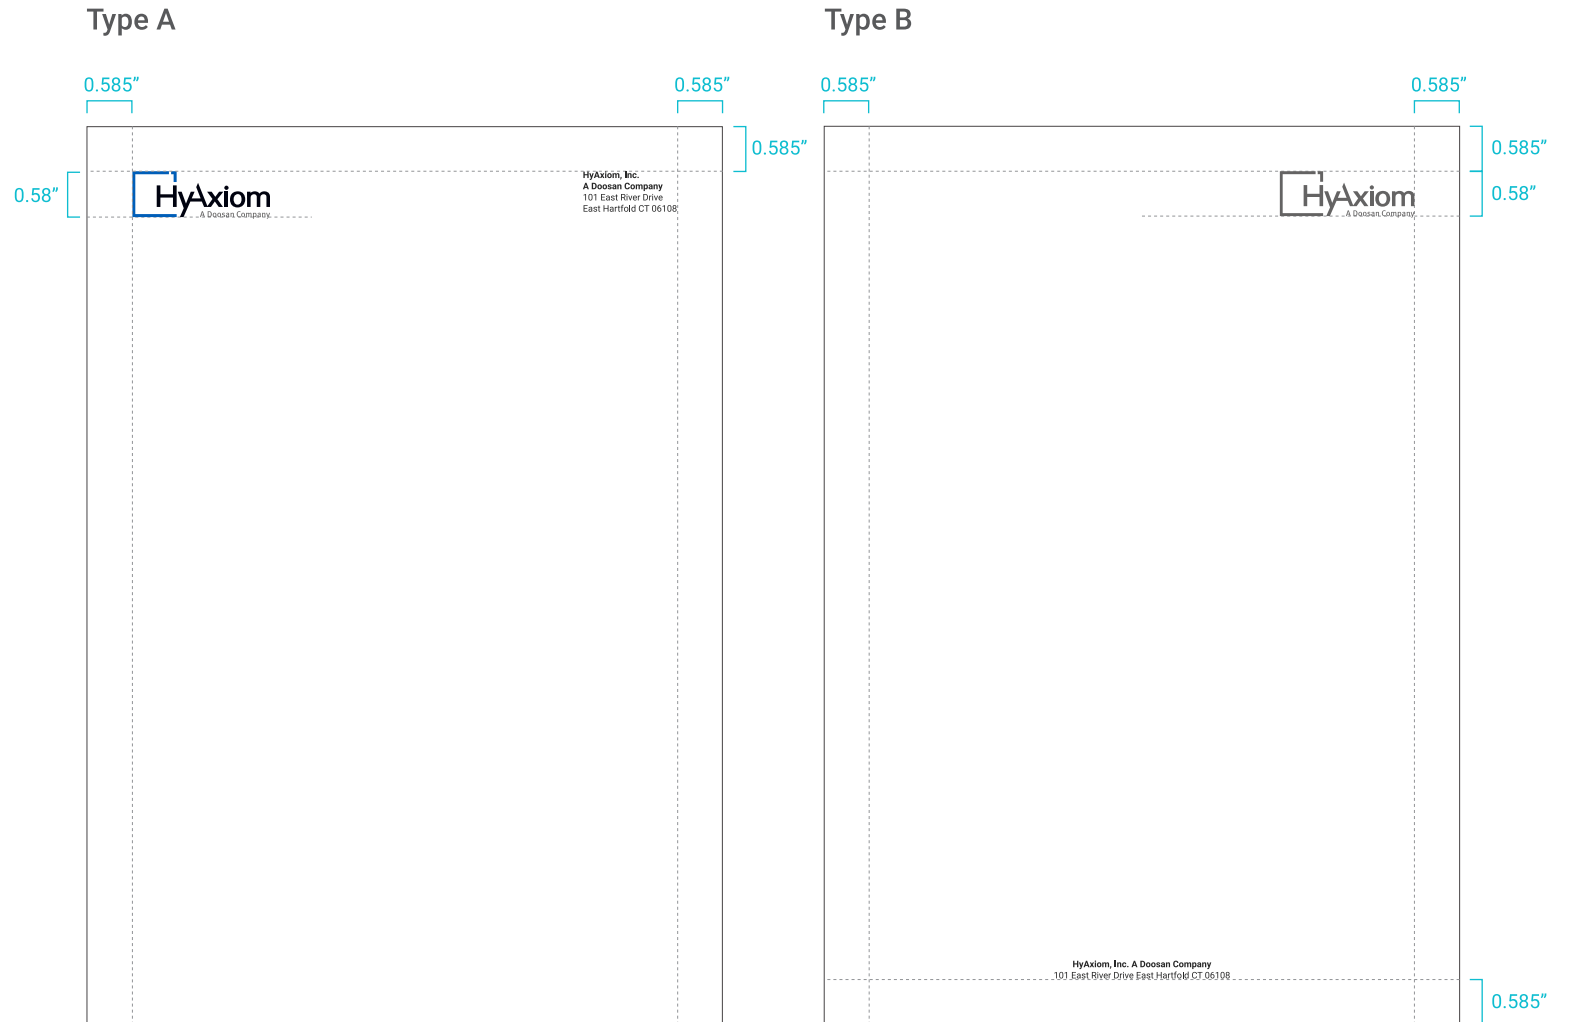 Type A
0.585”
0.585”
0.585”
0.58”
HyAxiom
A Doosan Company
HyAxiom, Inc.
A Doosan Company
101 East River Drive
East Hartfold CT 06108
Type B
0.585”
0.585”
0.585”
0.58”
HyAxiom
A Doosan Company
HyAxiom, Inc. A Doosan Company
101 East River Drive East Hartfold CT 06108
0.585”